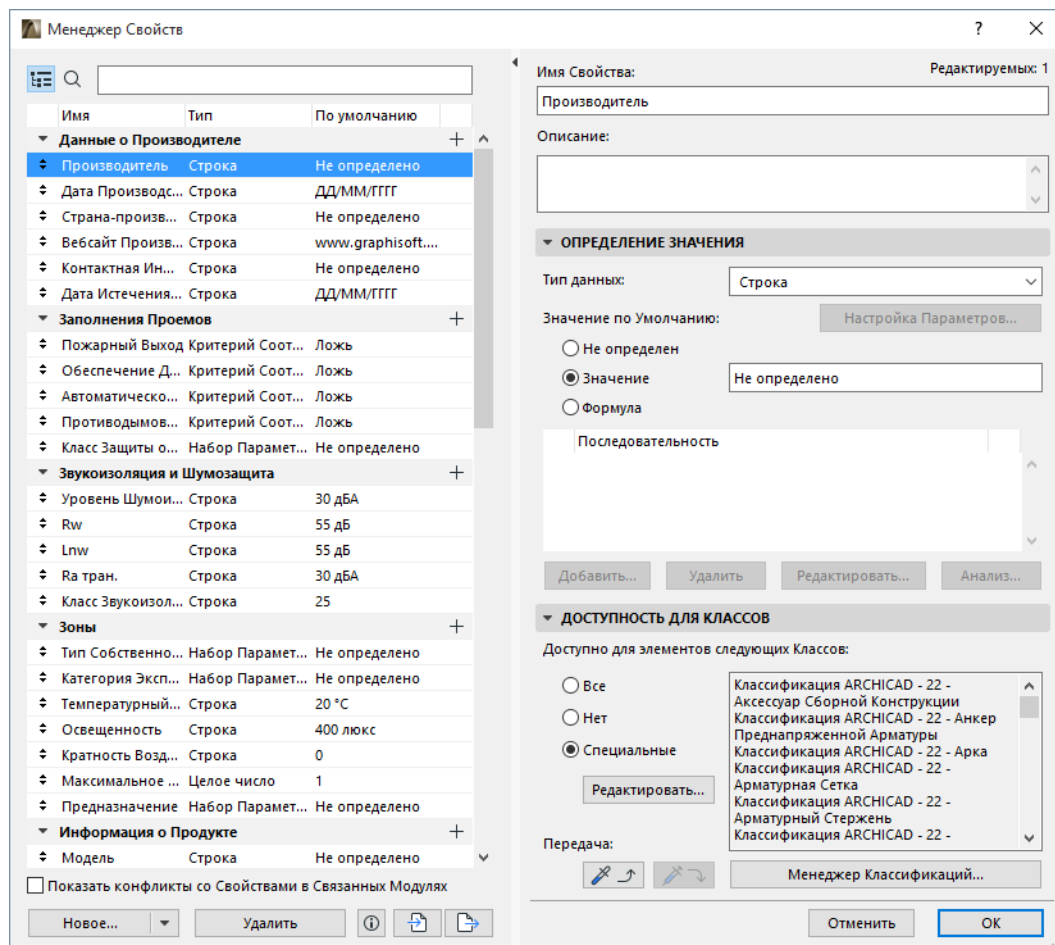 Менеджер Свойств
?
Имя Тип По умолчанию
Данные о Производителе
Производитель Строка Не определено
Дата Производс... Строка ДД/ММ/ГГГГ
Страна-произв... Строка Не определено
Вебсайт Произв... Строка www.graphisoft....
Контактная Ин... Строка Не определено
Дата Истечения... Строка ДД/ММ/ГГГГ
Заполнения Проемов
Пожарный Выход Критерий Соот... Ложь
Обеспечение Д... Критерий Соот... Ложь
Автоматическо... Критерий Соот... Ложь
Противодымов... Критерий Соот... Ложь
Класс Защиты о... Набор Парамет... Не определено
Звукоизоляция и Шумозащита
Уровень Шумои... Строка 30 дБА
Rw Строка 55 дБ
Lnw Строка 55 дБ
Ra тран. Строка 30 дБА
Класс Звукоизол... Строка 25
Зоны
Тип Собственно... Набор Парамет... Не определено
Категория Эксп... Набор Парамет... Не определено
Температурный... Строка 20 °C
Освещенность Строка 400 люкс
Кратность Возд... Строка 0
Максимальное ... Целое число 1
Предназначение Набор Парамет... Не определено
Информация о Продукте
Модель Строка Не определено
Показать конфликты со Свойствами в Связанных Модулях
Новое... Удалить
Имя Свойства: Редактируемых: 1
Производитель
Описание:
ОПРЕДЕЛЕНИЕ ЗНАЧЕНИЯ
Тип данных: Строка
Значение по Умолчанию: Настройка Параметров...
Не определен
Значение Не определено
Формула
Последовательность
Добавить... Удалить Редактировать... Анализ...
ДОСТУПНОСТЬ ДЛЯ КЛАССОВ
Доступно для элементов следующих Классов:
Все
Нет
Специальные
Редактировать...
Классификация ARCHICAD - 22 -
Аксессуар Сборной Конструкции
Классификация ARCHICAD - 22 - Анкер
Преднапряженной Арматуры
Классификация ARCHICAD - 22 - Арка
Классификация ARCHICAD - 22 -
Арматурная Сетка
Классификация ARCHICAD - 22 -
Арматурный Стержень
Классификация ARCHICAD - 22 -
Передача:
Менеджер Классификаций...
Отменить ОК